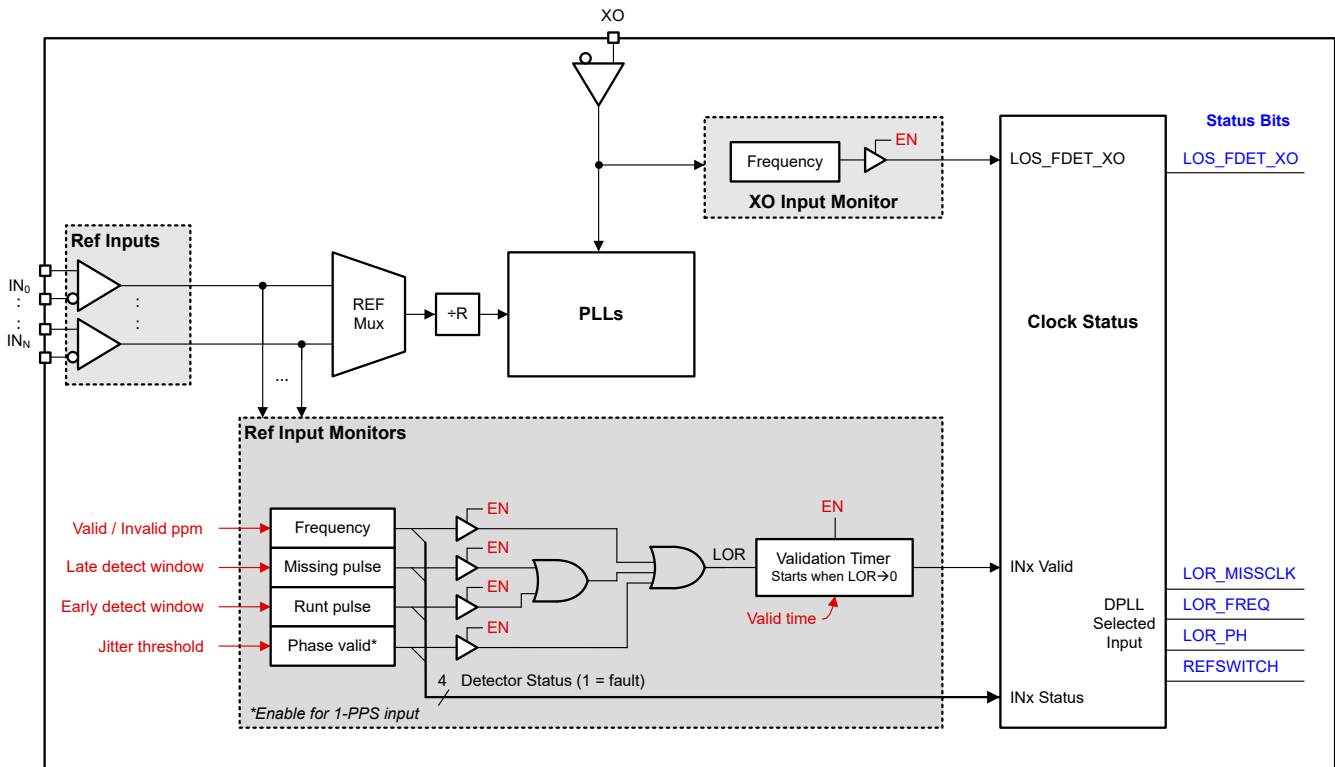 XO
Status Bits
EN
Frequency
XO Input Monitor
LOS_FDET_XO
LOS_FDET_XO
Ref Inputs
IN0
:
:
INN
:
:
REF
Mux
÷R
PLLs
Clock Status
...
Ref Input Monitors
Valid / Invalid ppm
Late detect window
Early detect window
Jitter threshold
Frequency
Missing pulse
Runt pulse
Phase valid*
EN
EN
EN
EN
LOR
EN
Validation Timer
Starts when LOR→0
Valid time
4 Detector Status (1 = fault)
*Enable for 1-PPS input
INx Valid
DPLL
Selected
Input
INx Status
LOR_MISSCLK
LOR_FREQ
LOR_PH
REFSWITCH